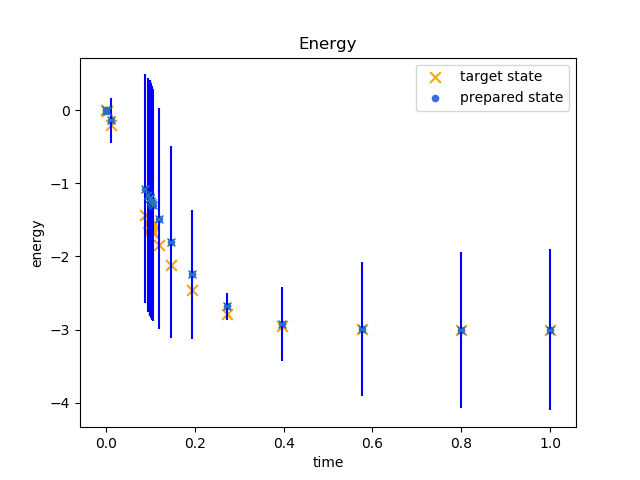 Energy
target state
prepared state
energy
0
−1
−2
−3
−4
0.0 0.2 0.4 0.6 0.8 1.0
time